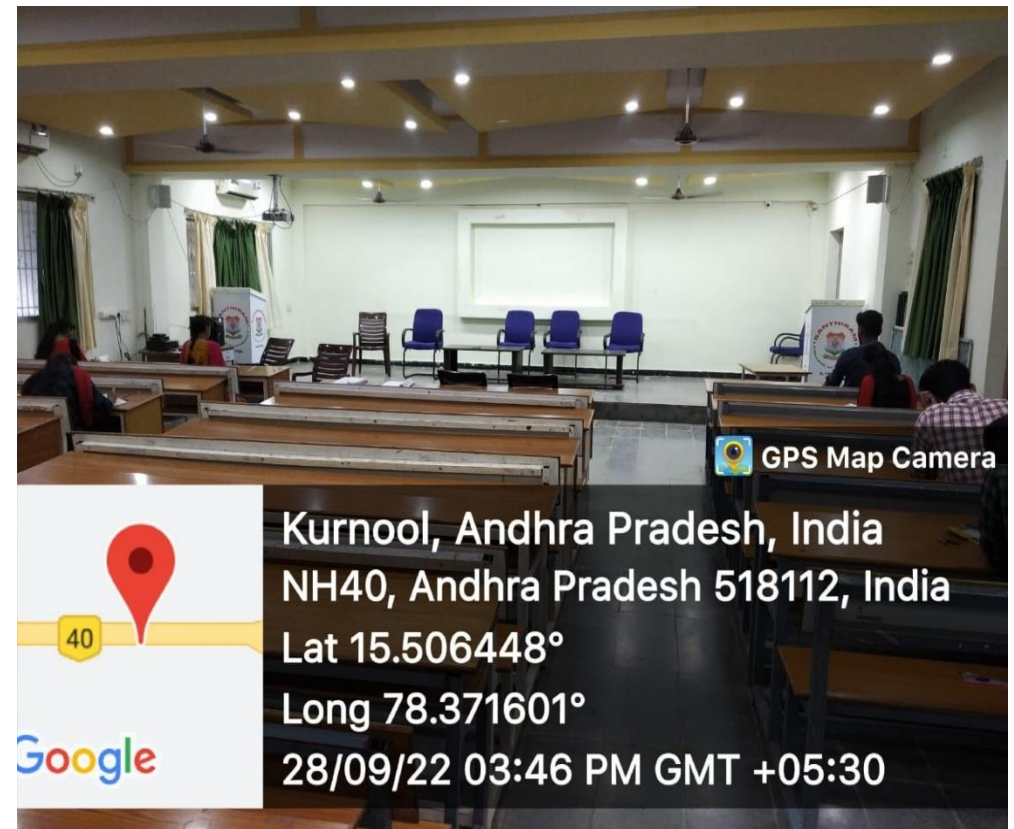 SANTHIRAM
GPS Map Camera
Kurnool, Andhra Pradesh, India
NH40, Andhra Pradesh 518112, India
40
Lat 15.506448°
Long 78.371601°
Google
28/09/22 03:46 PM GMT +05:30